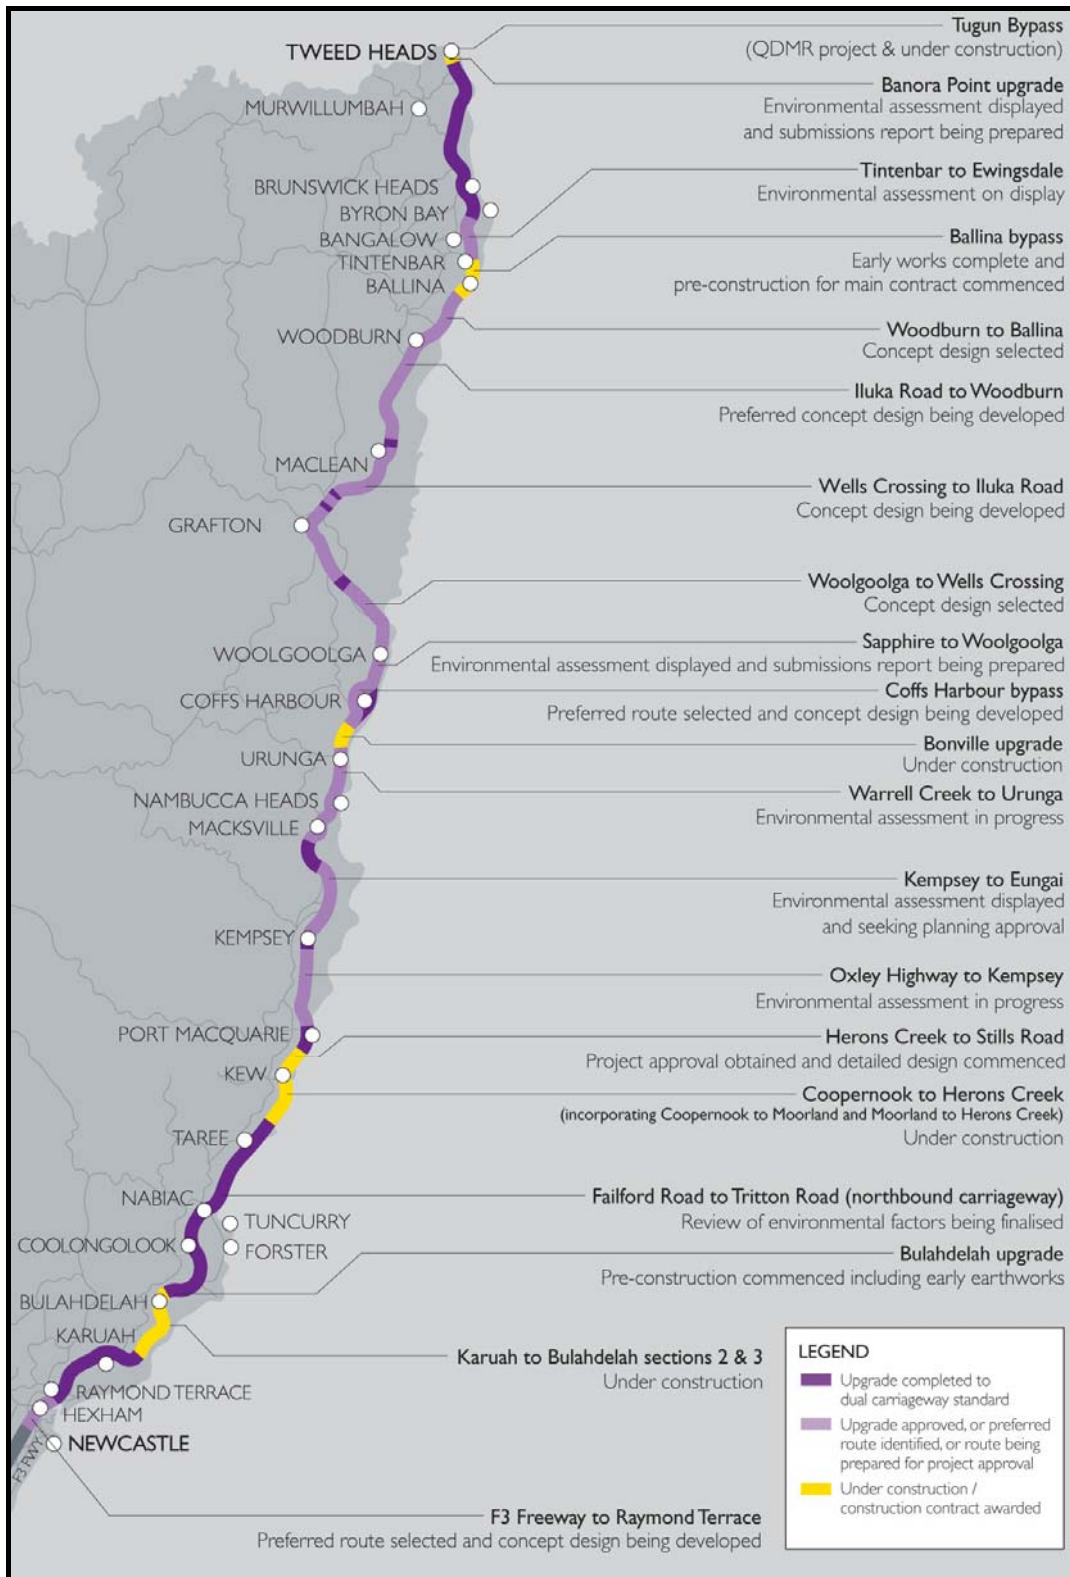 Tugun Bypass
TWEED HEADS
(QDMR project & under construction)
Banora Point upgrade
MURWILLUMBAH
Environmental assessment displayed
and submissions report being prepared
Tintenbar to Ewingsdale
BRUNSWICK HEADS
Environmental assessment on display
BYRON BAY
BANGALOW
Ballina bypass
TINTENBAR
Early works complete and
BALLINA
pre-construction for main contract commenced
WOODBURN
Woodburn to Ballina
Concept design selected
Iluka Road to Woodburn
Preferred concept design being developed
MACLEAN
Wells Crossing to Iluka Road
Concept design being developed
GRAFTON
Woolgoolga to Wells Crossing
Concept design selected
Sapphire to Woolgoolga
WOOLGOOLGA
Environmental assessment displayed and submissions report being prepared
Coffs Harbour bypass
COFFS HARBOUR
Preferred route selected and concept design being developed
Bonville upgrade
URUNGA
Under construction
Warrell Creek to Urunga
NAMBUCCA HEADS
Environmental assessment in progress
MACKSVILLE
Kempsey to Eungai
Environmental assessment displayed
and seeking planning approval
KEMPSEY
Oxley Highway to Kempsey
Environmental assessment in progress
PORT MACQUARIE
Herons Creek to Stills Road
Project approval obtained and detailed design commenced
KEW
Coopernook to Herons Creek
(incorporating Coopernook to Moorland and Moorland to Herons Creek)
TAREE
Under construction
NABIAC
Failford Road to Tritton Road (northbound carriageway)
TUNCURRY
Review of environmental factors being finalised
COOLONGOLOOK
FORSTER
Bulahdelah upgrade
Pre-construction commenced including early earthworks
BULAHDELAH
KARUAH
Karuah to Bulahdelah sections 2 & 3
Under construction
RAYMOND TERRACE
HEXHAM
NEWCASTLE
F3 FWY
LEGEND
Upgrade completed to
dual carriageway standard
Upgrade approved, or preferred
route identified, or route being
prepared for project approval
Under construction /
construction contract awarded
F3 Freeway to Raymond Terrace
Preferred route selected and concept design being developed